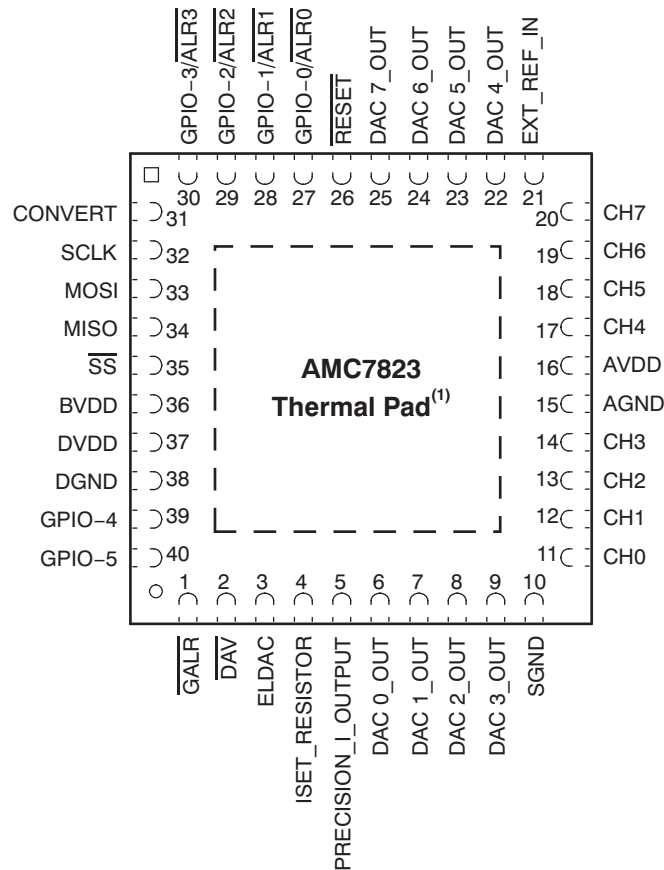 GPIO−3/ALR3
GPIO−2/ALR2
GPIO−1/ALR1
GPIO−0/ALR0
RESET
DAC 7_OUT
DAC 6_OUT
DAC 5_OUT
DAC 4_OUT
EXT_REF_IN
30 29 28 27 26 25 24 23 22 21
CONVERT 31 20 CH7
SCLK 32 19 CH6
MOSI 33 18 CH5
MISO 34 17 CH4
SS 35 16 AVDD
BVDD 36 15 AGND
DVDD 37 14 CH3
DGND 38 13 CH2
GPIO−4 39 12 CH1
GPIO−5 40 11 CH0
AMC7823
Thermal Pad(1)
1 2 3 4 5 6 7 8 9 10
GALR
DAV
ELDAC
ISET_RESISTOR
PRECISION_I_OUTPUT
DAC 0_OUT
DAC 1_OUT
DAC 2_OUT
DAC 3_OUT
SGND